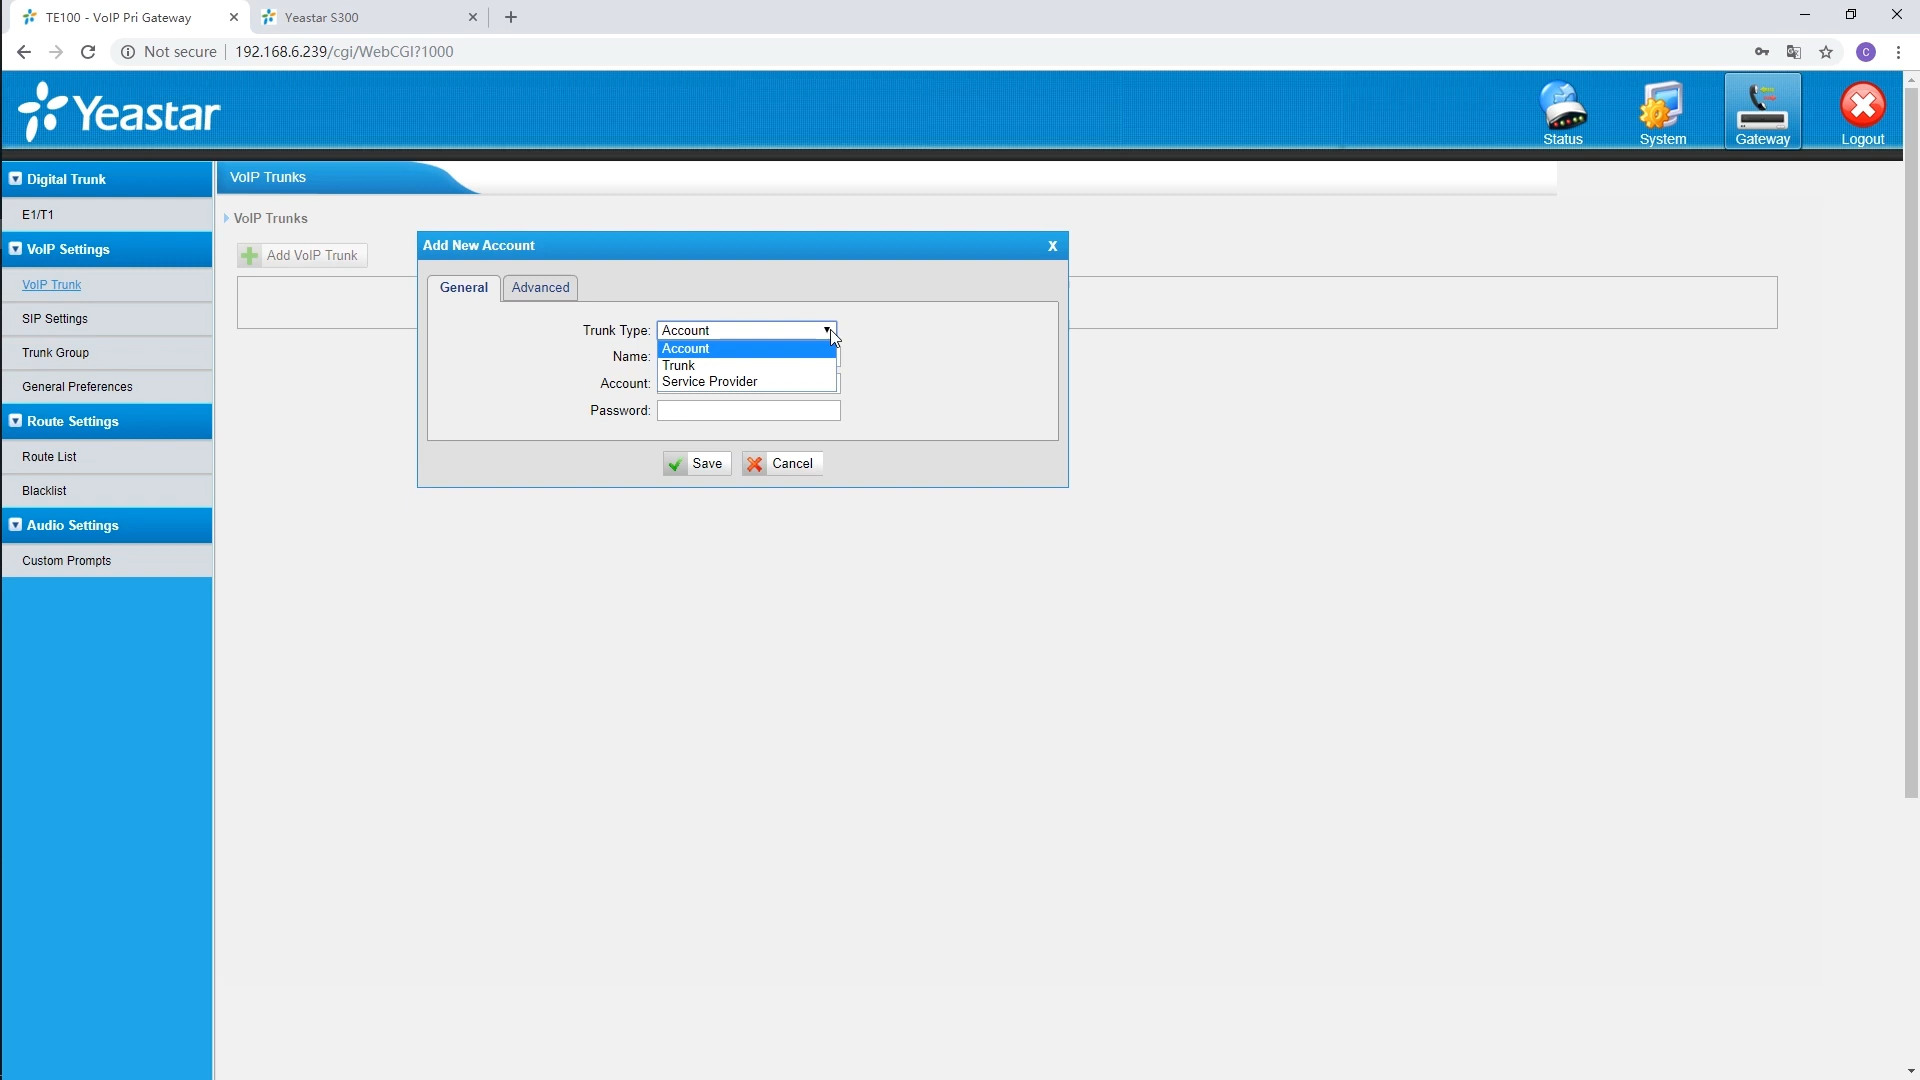 TE100 - VoIP Pri Gateway
Yeastar S300
Not secure
192.168.6.239/cgi/WebCGI?1000
C
Yeastar
Status
System
Gateway
Logout
Digital Trunk
E1/T1
VoIP Settings
VoIP Trunk
SIP Settings
Trunk Group
General Preferences
Route Settings
Route List
Blacklist
Audio Settings
Custom Prompts
VoIP Trunks
VoIP Trunks
Add VoIP Trunk
Add New Account
X
General
Advanced
Trunk Type: Account
Account
Trunk
Service Provider
Name:
Account:
Password:
Save
Cancel